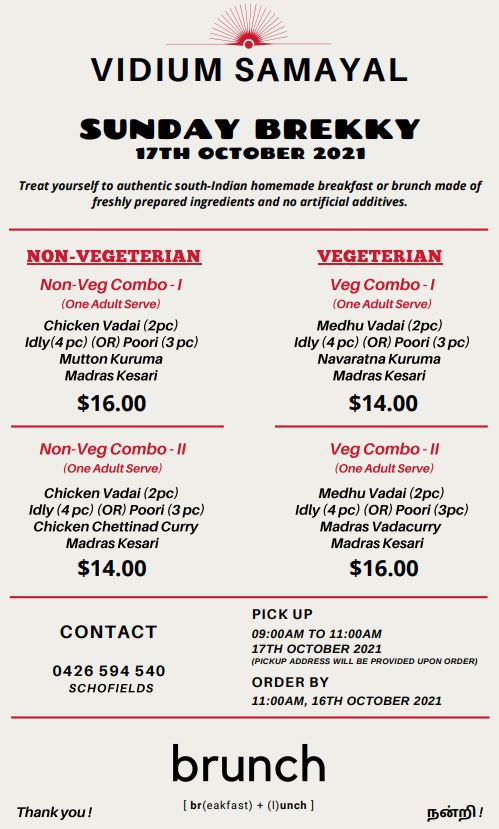 VIDIUM SAMAYAL
SUNDAY BREKKY
17TH OCTOBER 2021
Treat yourself to authentic south-Indian homemade breakfast or brunch made of
freshly prepared ingredients and no artificial additives.
NON-VEGETERIAN
Non-Veg Combo - I
(One Adult Serve)
Chicken Vadai (2pc)
Idly(4 pc) (OR) Poori (3 pc)
Mutton Kuruma
Madras Kesari
$16.00
VEGETERIAN
Veg Combo - I
(One Adult Serve)
Medhu Vadai (2pc)
Idly (4 pc) (OR) Poori (3 pc)
Navaratna Kuruma
Madras Kesari
$14.00
Non-Veg Combo - II
(One Adult Serve)
Chicken Vadai (2pc)
Idly (4 pc) (OR) Poori (3 pc)
Chicken Chettinad Curry
Madras Kesari
$14.00
Veg Combo - II
(One Adult Serve)
Medhu Vadai (2pc)
Idly (4 pc) (OR) Poori (3pc)
Madras Vadacurry
Madras Kesari
$16.00
CONTACT
0426 594 540
SCHOFIELDS
PICK UP
09:00AM TO 11:00AM
17TH OCTOBER 2021
(PICKUP ADDRESS WILL BE PROVIDED UPON ORDER)
ORDER BY
11:00AM, 16TH OCTOBER 2021
brunch
[ br(eakfast) + (l)unch ]
Thank you !
நன்றி !